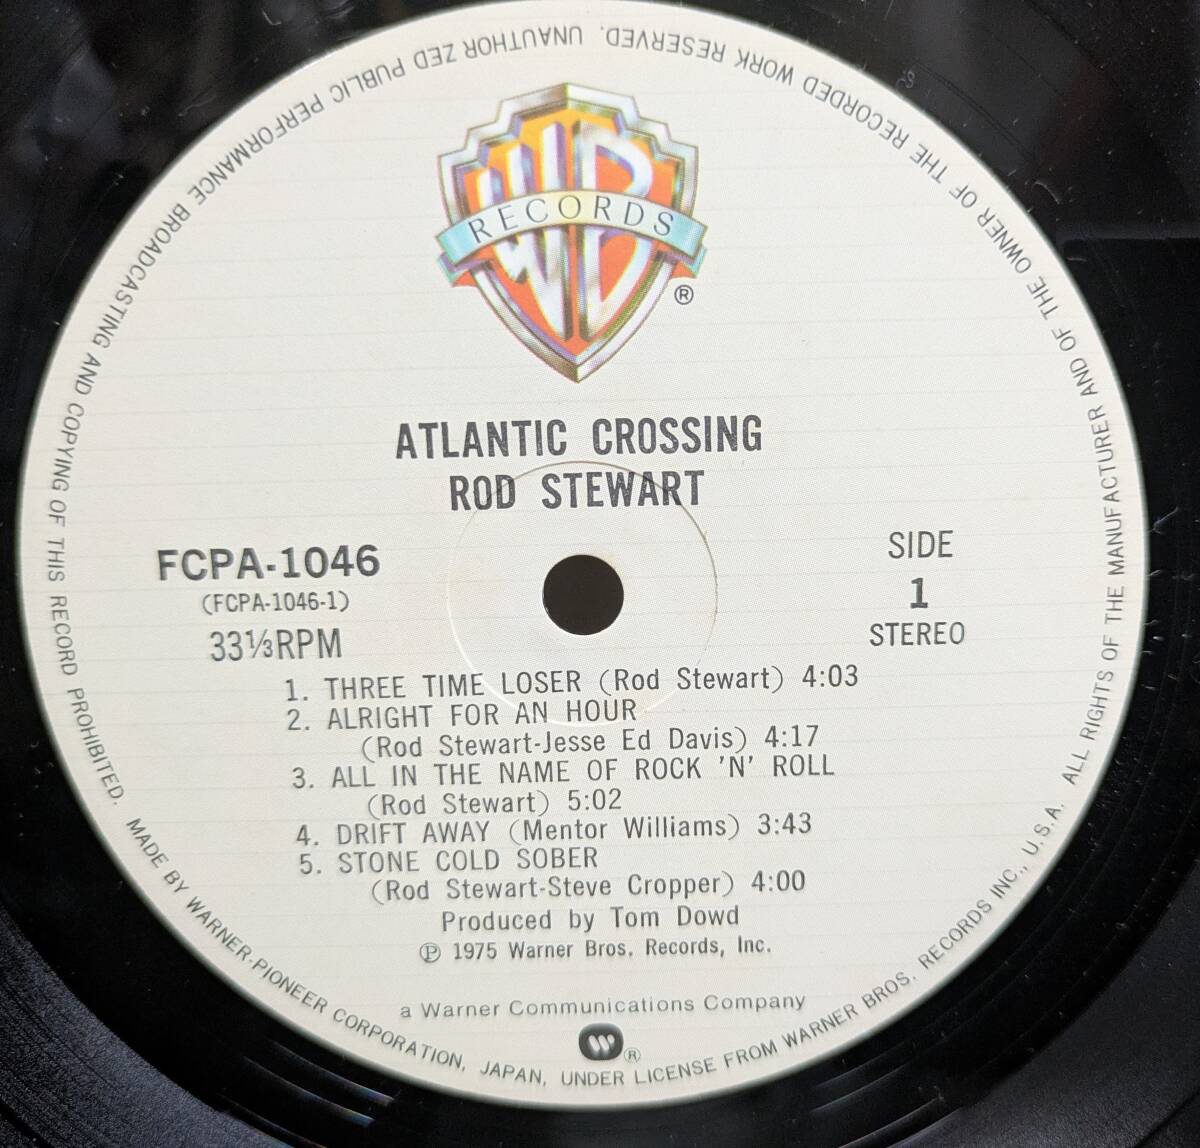 WB
RECORDS
®
ATLANTIC CROSSING
ROD STEWART
FCPA-1046
(FCPA-1046-1)
33⅓RPM
SIDE
1
STEREO
1. THREE TIME LOSER (Rod Stewart) 4:03
2. ALRIGHT FOR AN HOUR
(Rod Stewart-Jesse Ed Davis) 4:17
3. ALL IN THE NAME OF ROCK 'N' ROLL
(Rod Stewart) 5:02
4. DRIFT AWAY (Mentor Williams) 3:43
5. STONE COLD SOBER
(Rod Stewart-Steve Cropper) 4:00
Produced by Tom Dowd
Ⓟ 1975 Warner Bros. Records, Inc.
a Warner Communications Company
®
MADE BY WARNER-PIONEER CORPORATION, JAPAN, UNDER LICENSE FROM WARNER BROS. RECORDS INC., U.S.A. ALL RIGHTS OF THE MANUFACTURER AND OF THE OWNER OF THE RECORDED WORK RESERVED. UNAUTHOR ZED PUBLIC PERFORMANCE BROADCASTING AND COPYING OF THIS RECORD PROHIBITED.